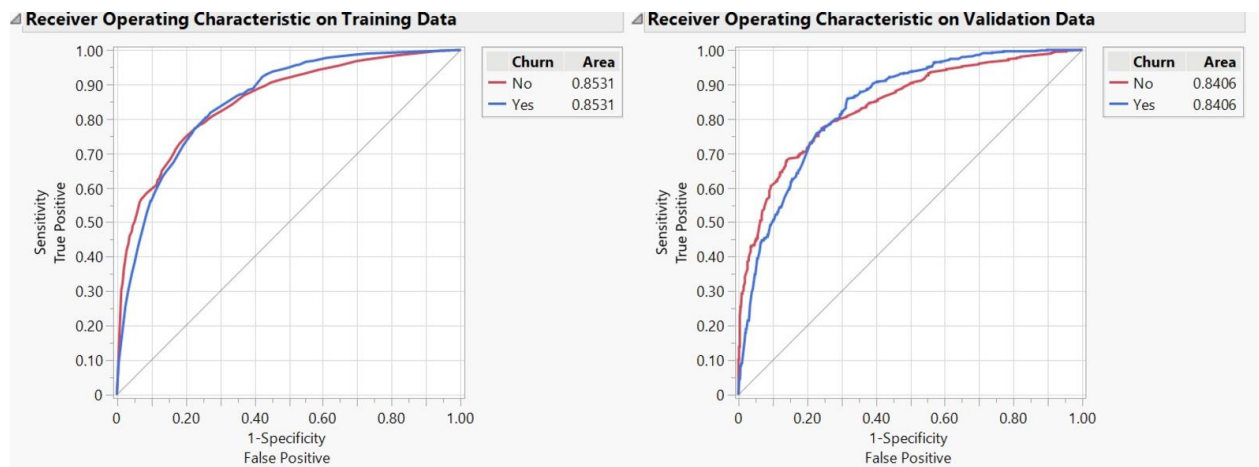 Receiver Operating Characteristic on Training Data
1.00
0.90
0.80
0.70
0.60
0.50
0.40
0.30
0.20
0.10
0
Sensitivity
True Positive
0 0.20 0.40 0.60 0.80 1.00
1-Specificity
False Positive
Churn Area
No 0.8531
Yes 0.8531
Receiver Operating Characteristic on Validation Data
1.00
0.90
0.80
0.70
0.60
0.50
0.40
0.30
0.20
0.10
0
Sensitivity
True Positive
0 0.20 0.40 0.60 0.80 1.00
1-Specificity
False Positive
Churn Area
No 0.8406
Yes 0.8406